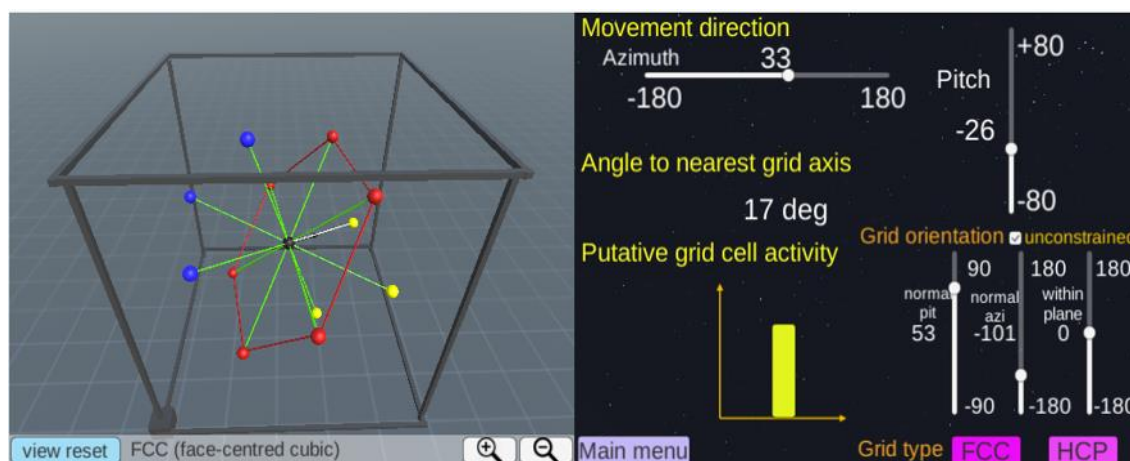 Movement direction
Azimuth 33
-180 180
Pitch
+80
-26
-80
Angle to nearest grid axis
17 deg
Grid orientation unconstrained
Putative grid cell activity
90 180 180
normal pit normal azi within plane
53 -101 0
-90 -180 -180
view reset FCC (face-centred cubic)
Main menu
Grid type FCC HCP